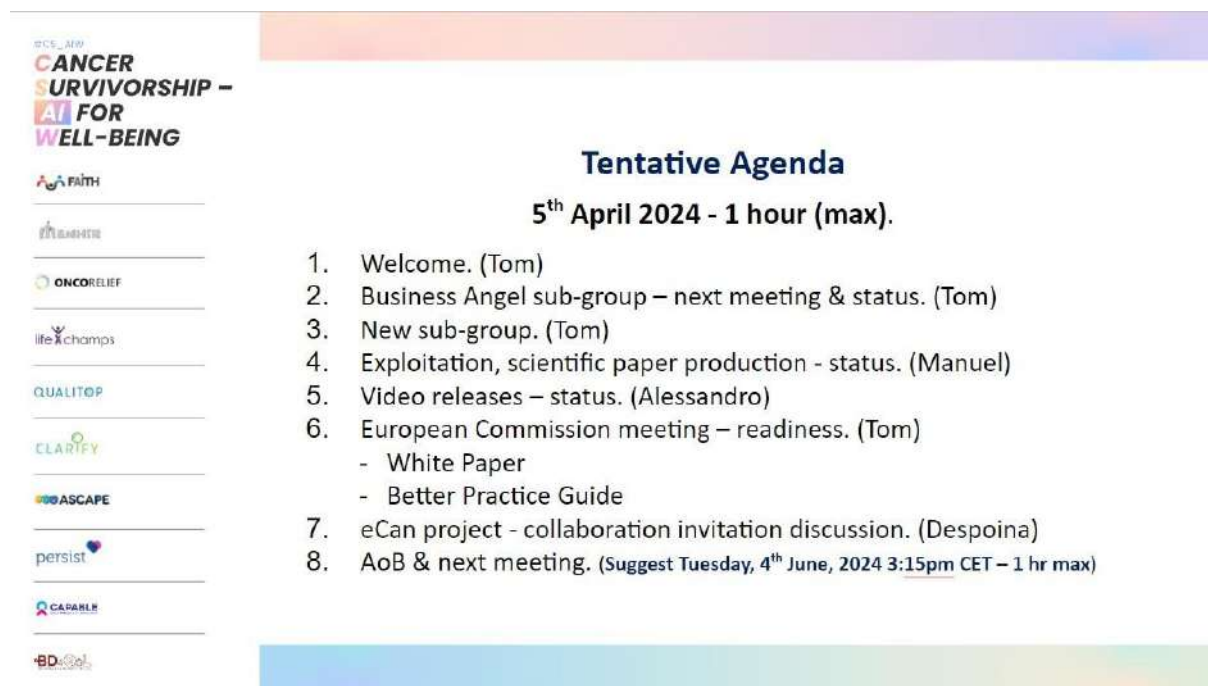 #CS_AIW
CANCER
SURVIVORSHIP –
AI FOR
WELL-BEING
FAITH
ONCORELIEF
lifechamps
QUALITOP
CLARIFY
ASCAPE
persist
CAPABLE
BD
Tentative Agenda
5th April 2024 - 1 hour (max).
1. Welcome. (Tom)
2. Business Angel sub-group – next meeting & status. (Tom)
3. New sub-group. (Tom)
4. Exploitation, scientific paper production - status. (Manuel)
5. Video releases – status. (Alessandro)
6. European Commission meeting – readiness. (Tom)
- White Paper
- Better Practice Guide
7. eCan project - collaboration invitation discussion. (Despoina)
8. AoB & next meeting. (Suggest Tuesday, 4th June, 2024 3:15pm CET – 1 hr max)